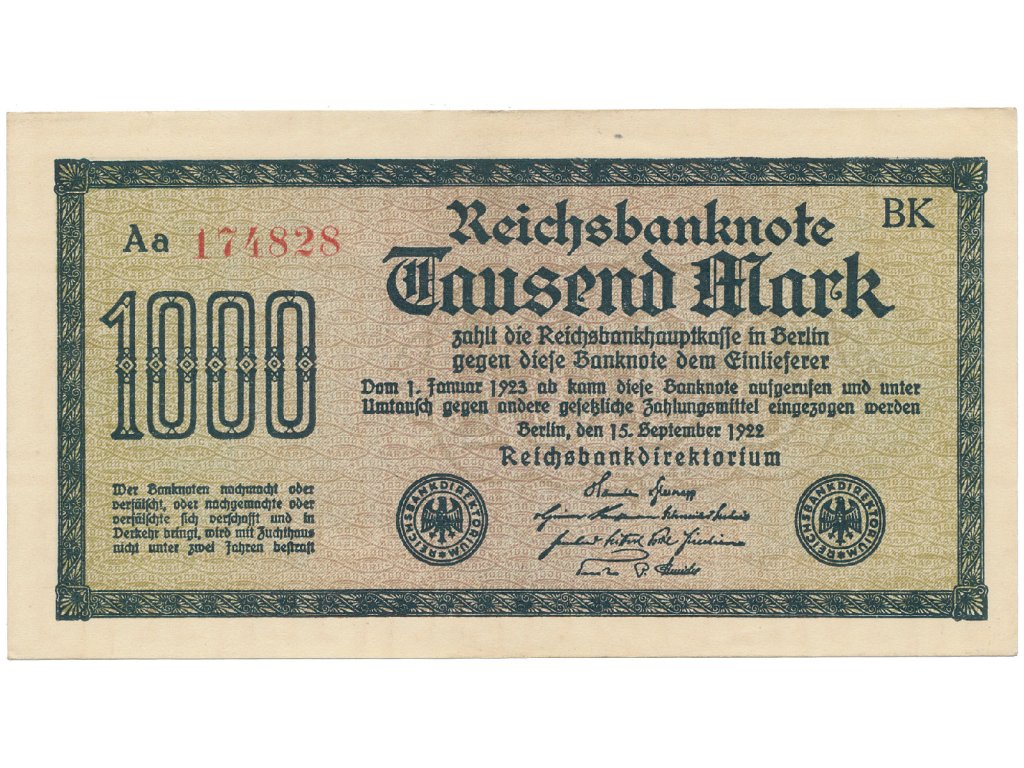 Aa 174828
BK
1000
Reichsbanknote
Tausend Mark
zahlt die Reichsbankhauptkasse in Berlin
gegen diese Banknote dem Einlieferer
Vom 1. Januar 1923 ab kann diese Banknote aufgerufen und unter
Umtausch gegen andere gesetzliche Zahlungsmittel eingezogen werden
Berlin, den 15. September 1922
Reichsbankdirektorium
Wer Banknoten nachmacht oder
verfälscht, oder nachgemachte oder
verfälschte sich verschafft und in
Verkehr bringt, wird mit Zuchthaus
nicht unter zwei Jahren bestraft
REICHSBANKDIREKTORIUM
REICHSBANKDIREKTORIUM